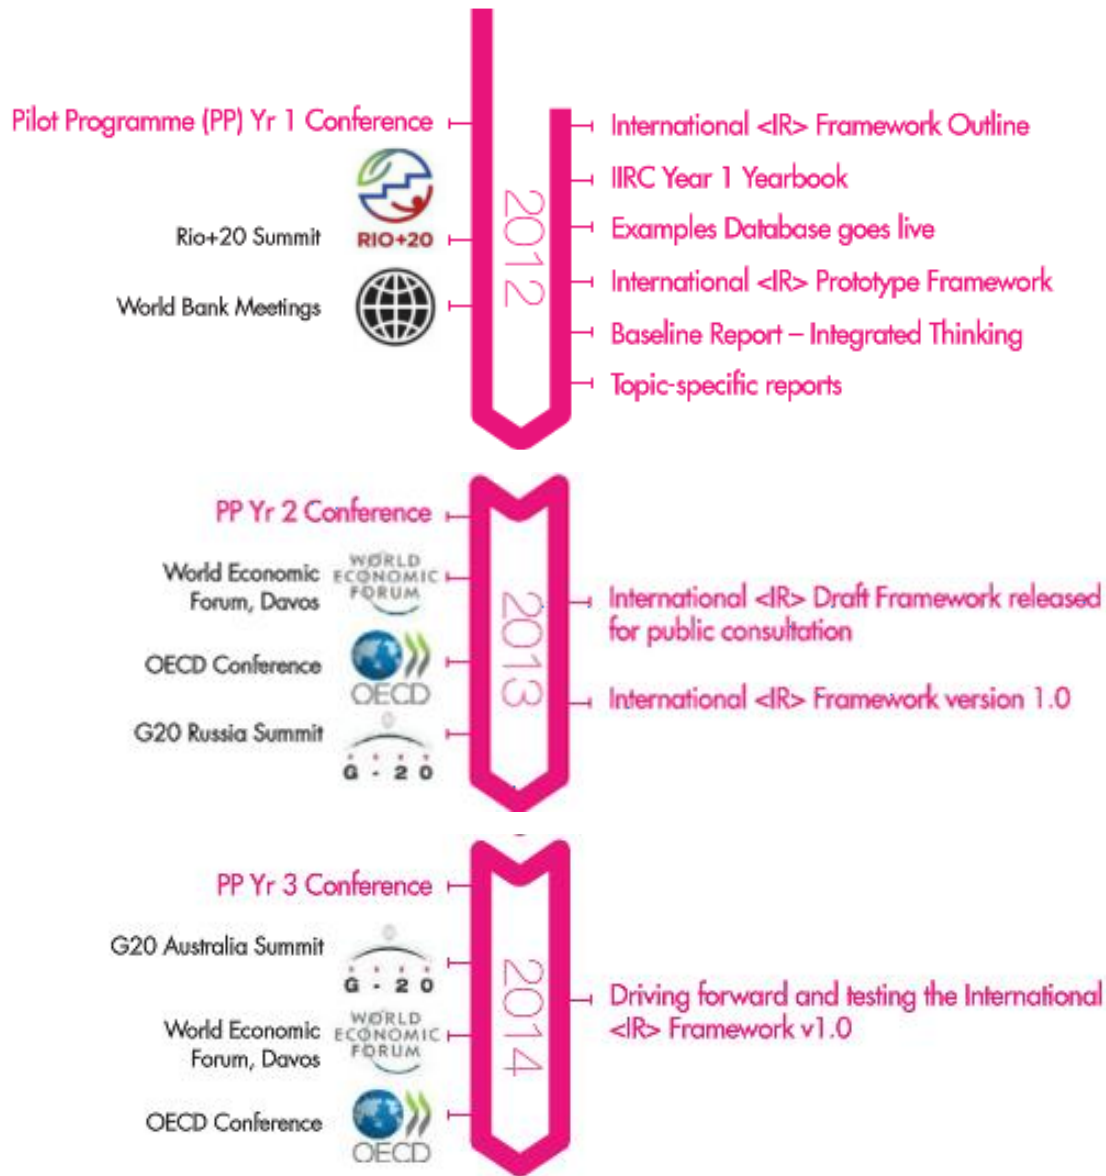 Pilot Programme (PP) Yr 1 Conference
RIO+20
Rio+20 Summit
World Bank Meetings
2012
International <IR> Framework Outline
IIRC Year 1 Yearbook
Examples Database goes live
International <IR> Prototype Framework
Baseline Report – Integrated Thinking
Topic-specific reports
PP Yr 2 Conference
World Economic
Forum, Davos
WORLD
ECONOMIC
FORUM
OECD Conference
OECD
G20 Russia Summit
G-20
2013
International <IR> Draft Framework released
for public consultation
International <IR> Framework version 1.0
PP Yr 3 Conference
G20 Australia Summit
G-20
World Economic
Forum, Davos
WORLD
ECONOMIC
FORUM
OECD Conference
OECD
2014
Driving forward and testing the International
<IR> Framework v1.0